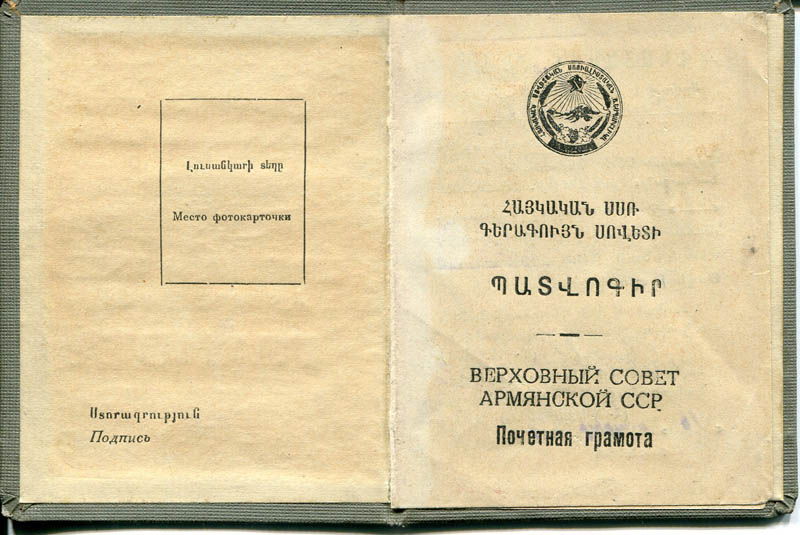 Լուսանկարի տեղը
Место фотокарточки
Ստորագրություն
Подпись
ՀԱՅԿԱԿԱՆ ՍՍՌ
ԳԵՐԱԳՈՒՅՆ ՍՈՎԵՏԻ
ՊԱՏՎՈԳԻՐ
ВЕРХОВНЫЙ СОВЕТ
АРМЯНСКОЙ ССР
Почетная грамота